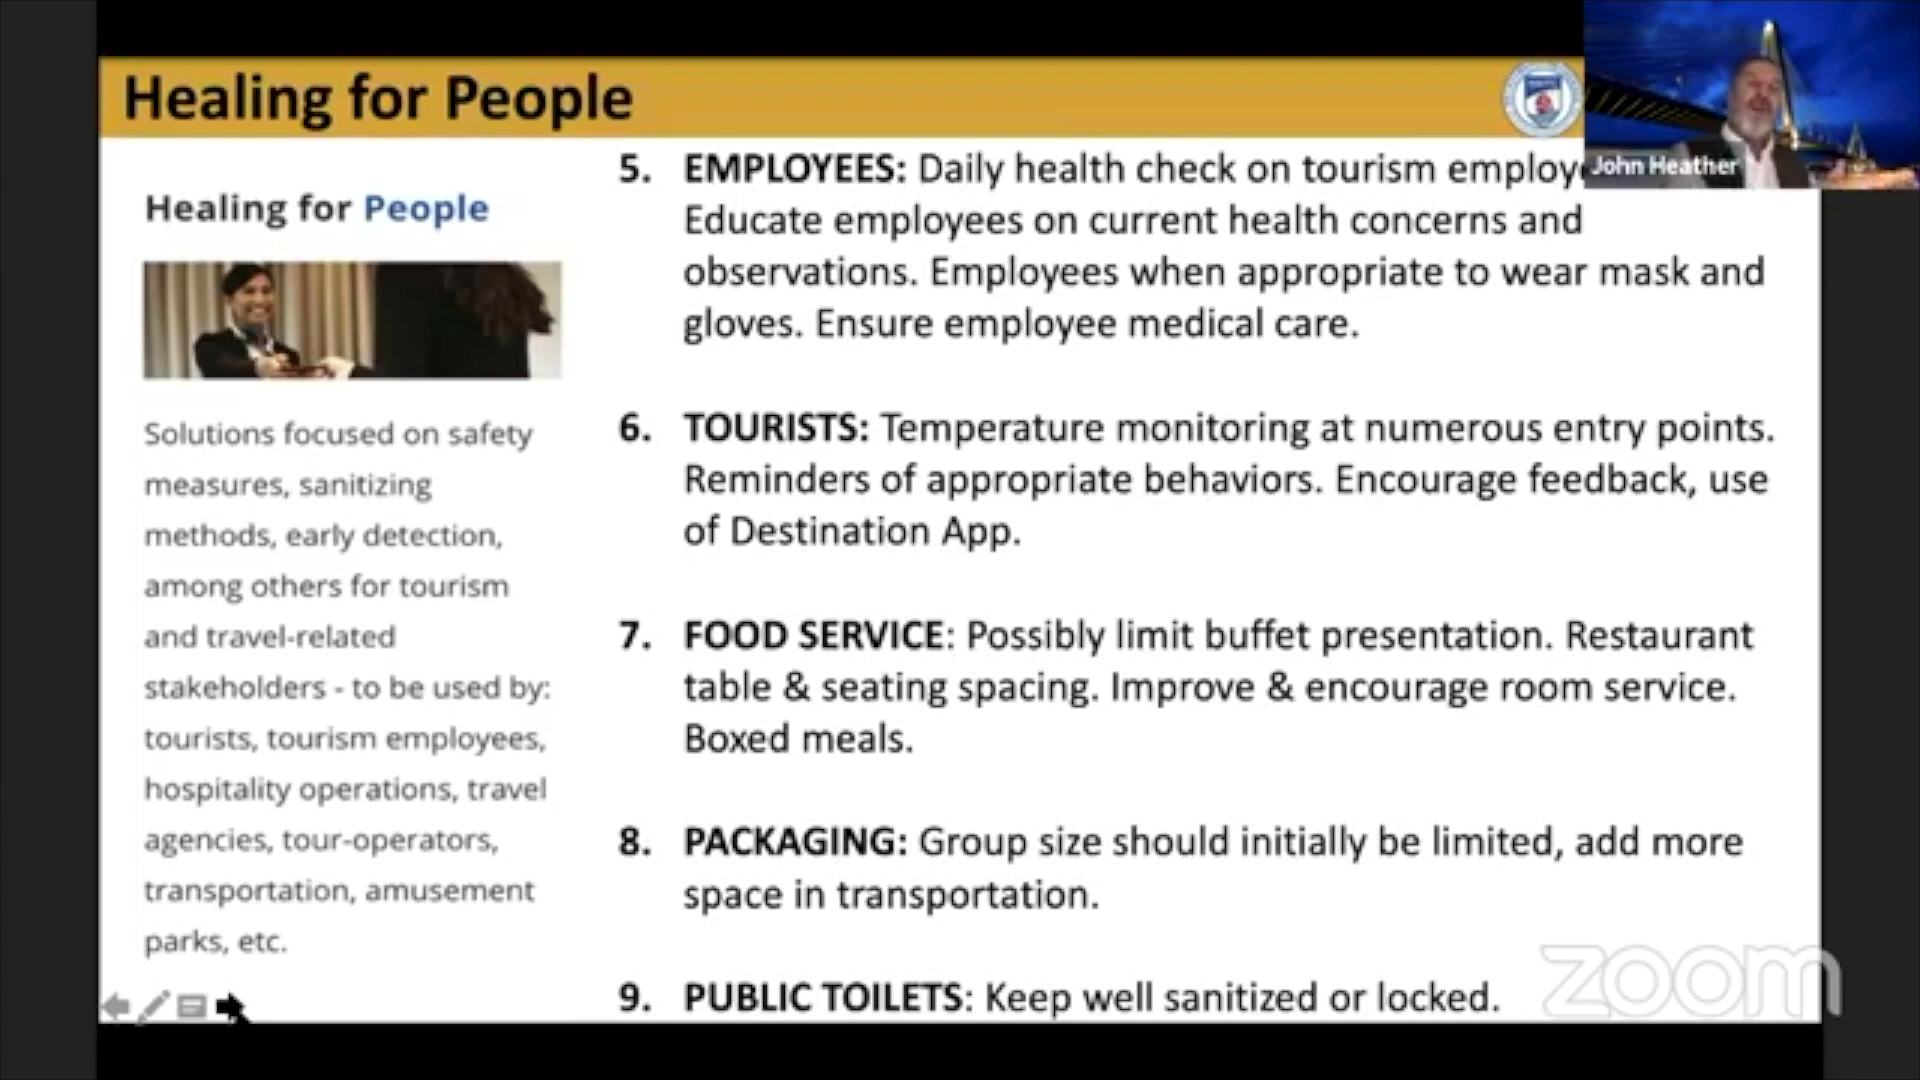 Healing for People
John Heather
Healing for People
Solutions focused on safety
measures, sanitizing
methods, early detection,
among others for tourism
and travel-related
stakeholders - to be used by:
tourists, tourism employees,
hospitality operations, travel
agencies, tour-operators,
transportation, amusement
parks, etc.
5. EMPLOYEES: Daily health check on tourism employ
Educate employees on current health concerns and
observations. Employees when appropriate to wear mask and
gloves. Ensure employee medical care.
6. TOURISTS: Temperature monitoring at numerous entry points.
Reminders of appropriate behaviors. Encourage feedback, use
of Destination App.
7. FOOD SERVICE: Possibly limit buffet presentation. Restaurant
table & seating spacing. Improve & encourage room service.
Boxed meals.
8. PACKAGING: Group size should initially be limited, add more
space in transportation.
9. PUBLIC TOILETS: Keep well sanitized or locked.
zoom